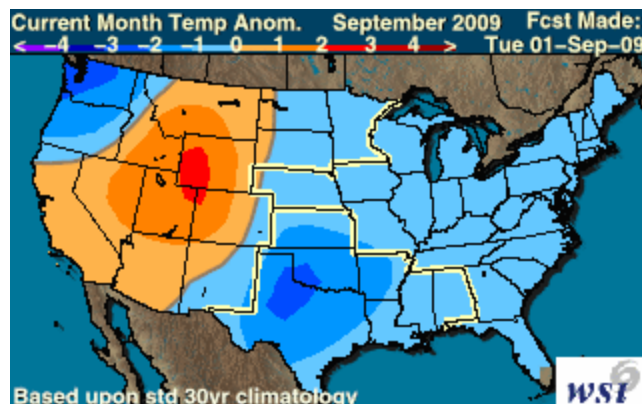 Current Month Temp Anom. September 2009 Fcst Made:
< -4 -3 -2 -1 0 1 2 3 4 > Tue 01-Sep-09
Based upon std 30yr climatology
WSI